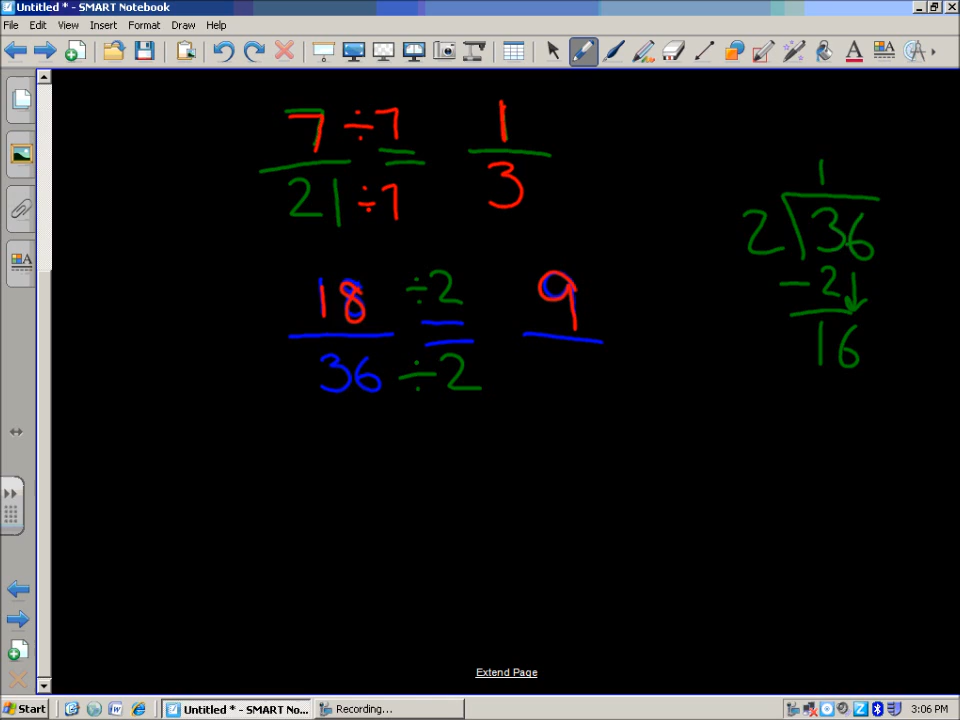 Untitled * - SMART Notebook
File Edit View Insert Format Draw Help
7 ÷7 1
21 ÷7 3
1
2 36
- 2
16
18 ÷2 9
36 ÷2
Extend Page
Start Untitled * - SMART No... Recording... 3:06 PM